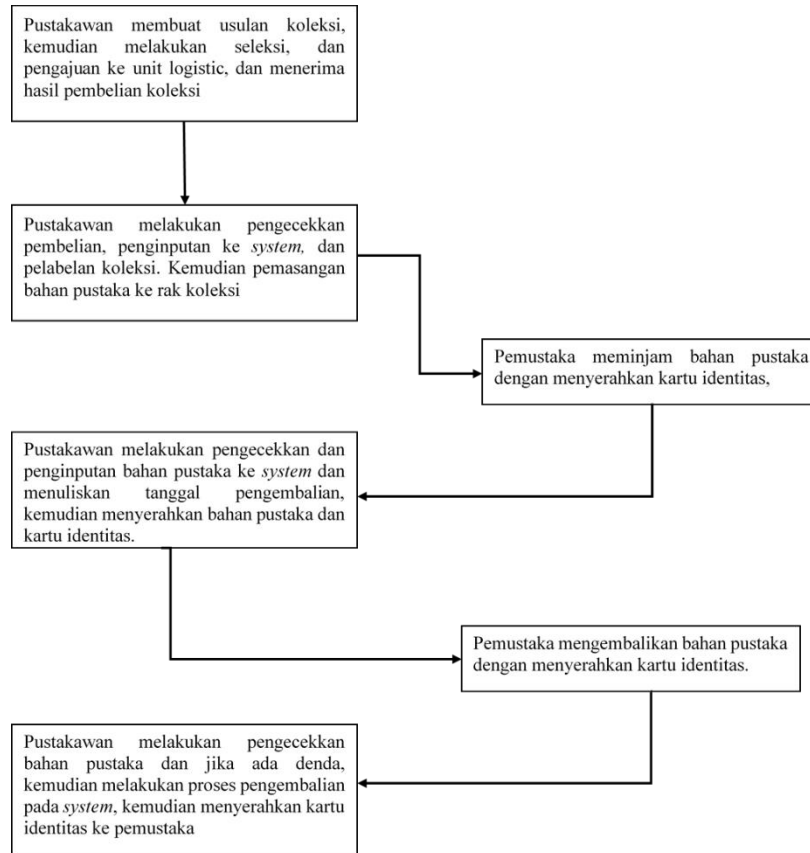 Pustakawan membuat usulan koleksi,
kemudian melakukan seleksi, dan
pengajuan ke unit logistic, dan menerima
hasil pembelian koleksi
Pustakawan melakukan pengecekkan
pembelian, penginputan ke system, dan
pelabelan koleksi. Kemudian pemasangan
bahan pustaka ke rak koleksi
Pemustaka meminjam bahan pustaka
dengan menyerahkan kartu identitas,
Pustakawan melakukan pengecekkan dan
penginputan bahan pustaka ke system dan
menuliskan tanggal pengembalian,
kemudian menyerahkan bahan pustaka dan
kartu identitas.
Pemustaka mengembalikan bahan pustaka
dengan menyerahkan kartu identitas.
Pustakawan melakukan pengecekkan
bahan pustaka dan jika ada denda,
kemudian melakukan proses pengembalian
pada system, kemudian menyerahkan kartu
identitas ke pemustaka